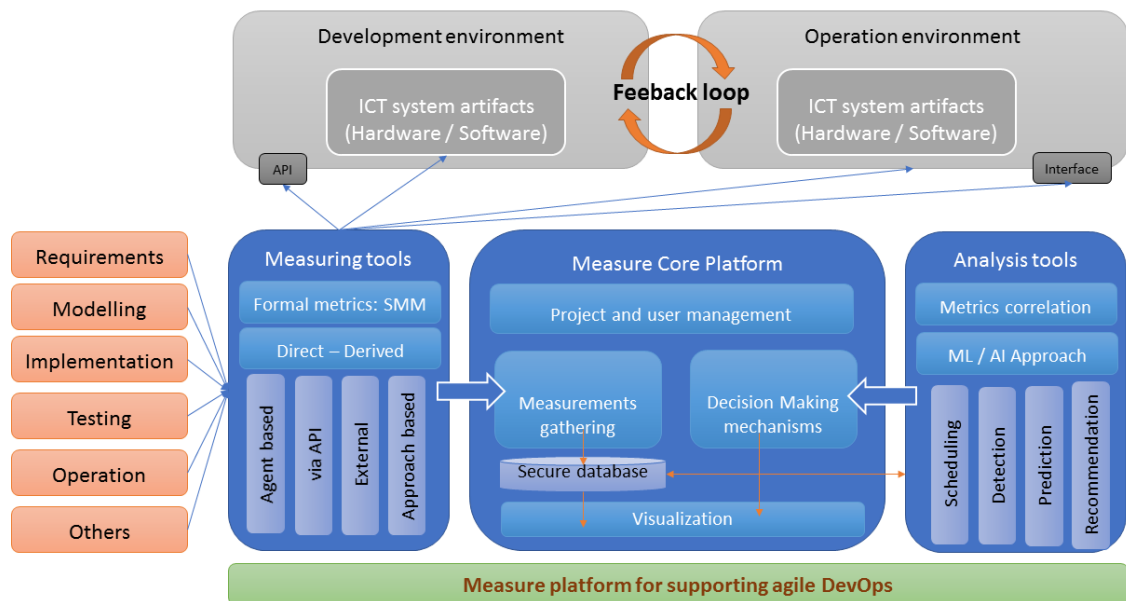 Development environment
Operation environment
Feeback loop
ICT system artifacts
(Hardware / Software)
ICT system artifacts
(Hardware / Software)
API
Interface
Requirements
Modelling
Implementation
Testing
Operation
Others
Measuring tools
Formal metrics: SMM
Direct – Derived
Agent based
via API
External
Approach based
Measure Core Platform
Project and user management
Measurements
gathering
Decision Making
mechanisms
Secure database
Visualization
Analysis tools
Metrics correlation
ML / AI Approach
Scheduling
Detection
Prediction
Recommendation
Measure platform for supporting agile DevOps